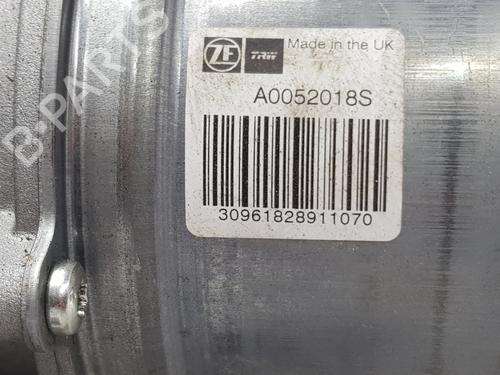 ZF TRW Made in the UK
A0052018S
30961828911070
B-PARTS